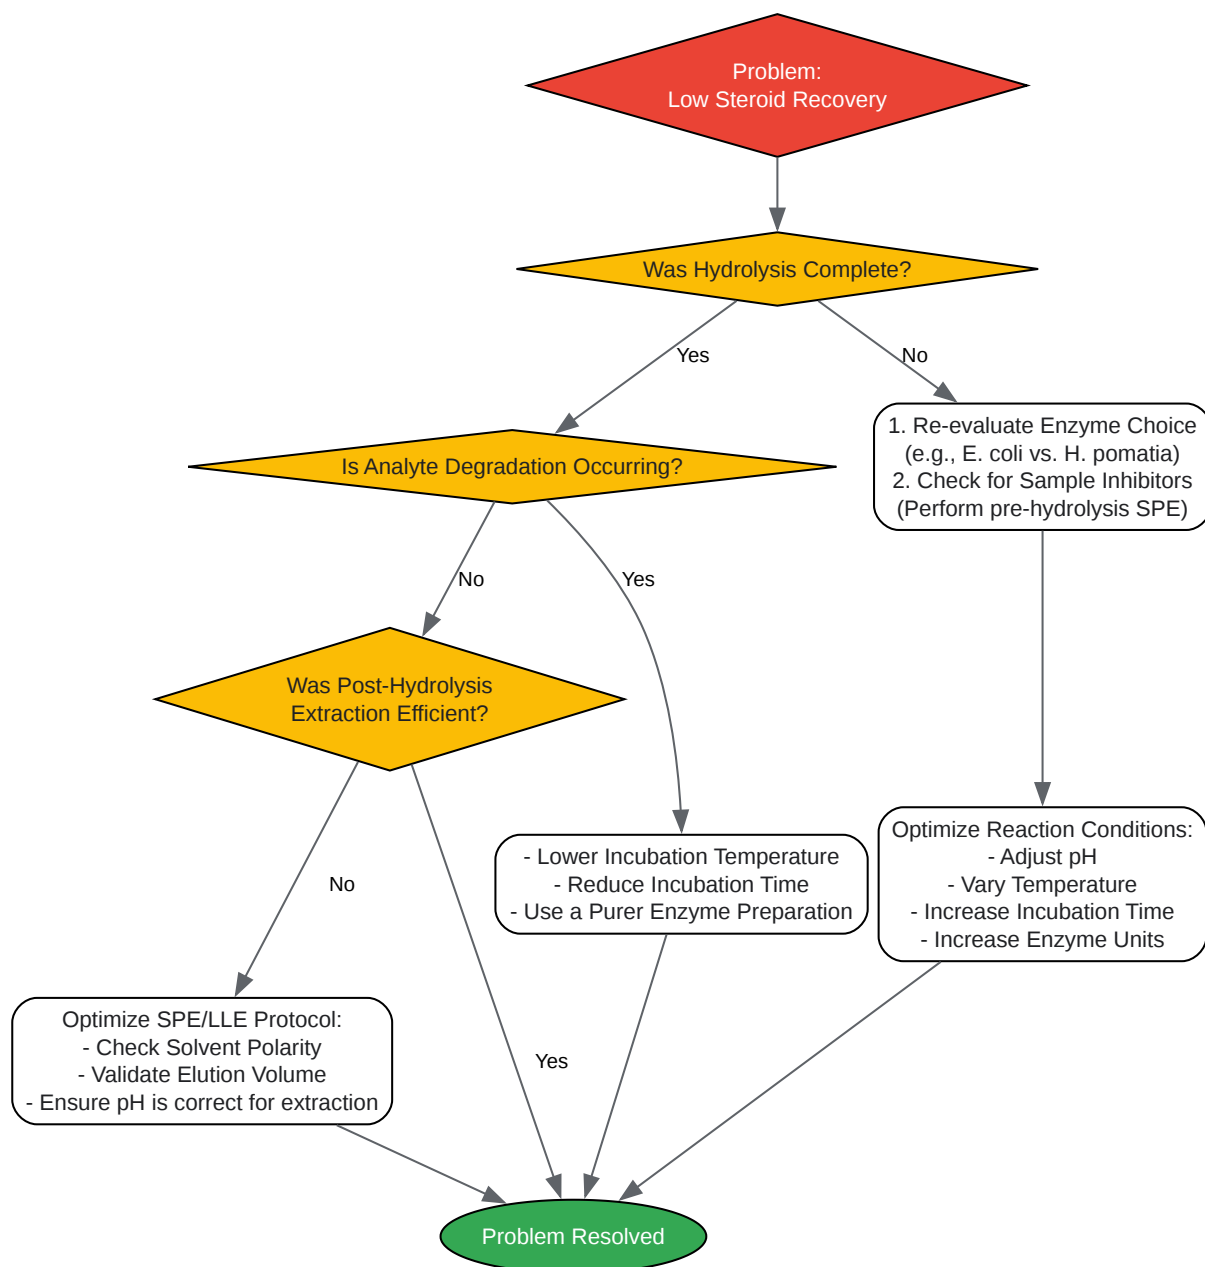 Problem:
Low Steroid Recovery
Was Hydrolysis Complete?
Yes
No
1. Re-evaluate Enzyme Choice
(e.g., E. coli vs. H. pomatia)
2. Check for Sample Inhibitors
(Perform pre-hydrolysis SPE)
Is Analyte Degradation Occurring?
No
Yes
Was Post-Hydrolysis
Extraction Efficient?
Optimize Reaction Conditions:
- Adjust pH
- Vary Temperature
- Increase Incubation Time
- Increase Enzyme Units
- Lower Incubation Temperature
- Reduce Incubation Time
- Use a Purer Enzyme Preparation
No
Yes
Optimize SPE/LLE Protocol:
- Check Solvent Polarity
- Validate Elution Volume
- Ensure pH is correct for extraction
Problem Resolved